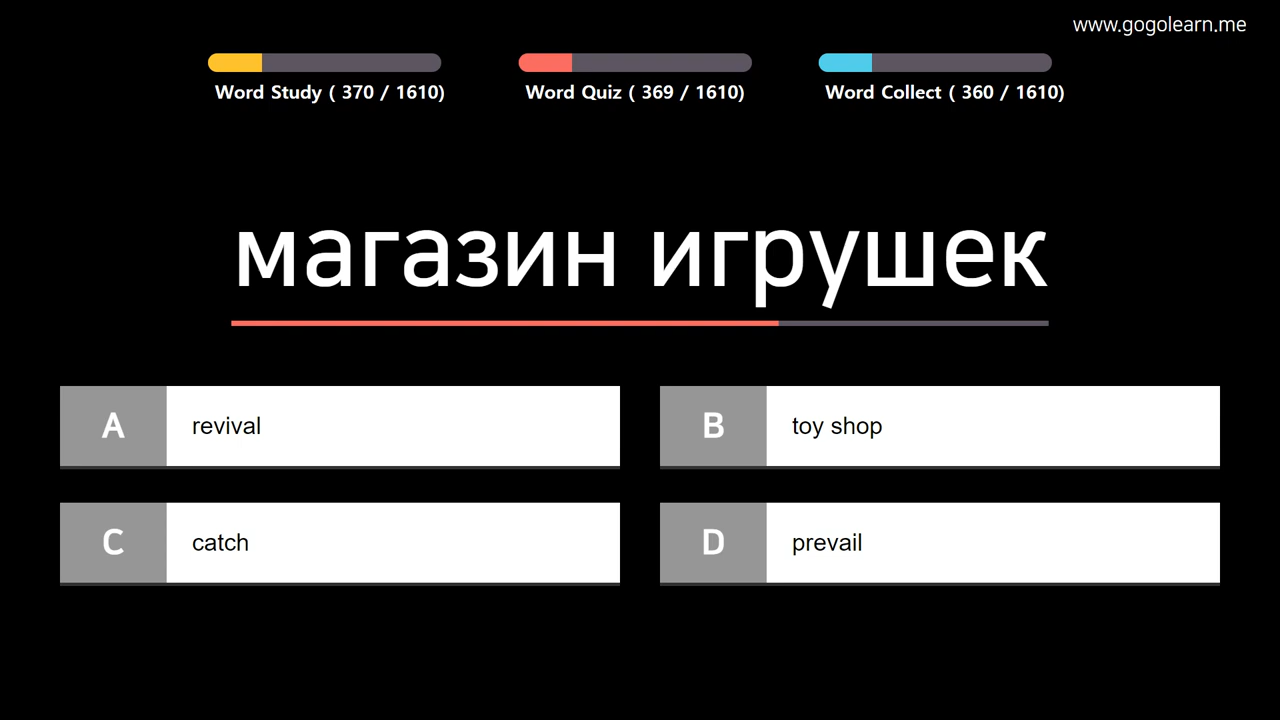 www.gogolearn.me
Word Study ( 370 / 1610)
Word Quiz ( 369 / 1610)
Word Collect ( 360 / 1610)
магазин игрушек
A revival
B toy shop
C catch
D prevail